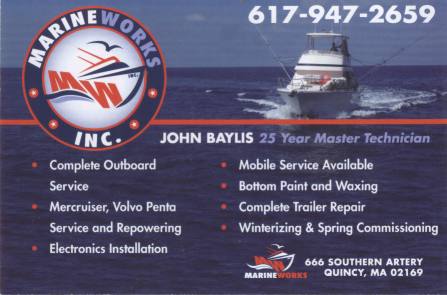 617-947-2659
MARINEWORKS
INC.
MW INC.
JOHN BAYLIS 25 Year Master Technician
• Complete Outboard
Service
• Mercruiser, Volvo Penta
Service and Repowering
• Electronics Installation
• Mobile Service Available
• Bottom Paint and Waxing
• Complete Trailer Repair
• Winterizing & Spring Commissioning
MW
MARINEWORKS
666 SOUTHERN ARTERY
QUINCY, MA 02169